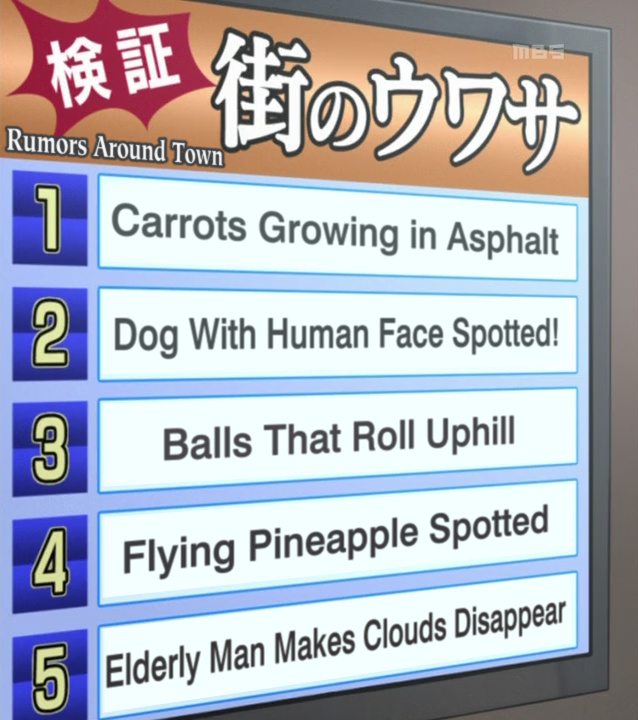 MBS
検証
街のウワサ
Rumors Around Town
1 Carrots Growing in Asphalt
2 Dog With Human Face Spotted!
3 Balls That Roll Uphill
4 Flying Pineapple Spotted
5 Elderly Man Makes Clouds Disappear